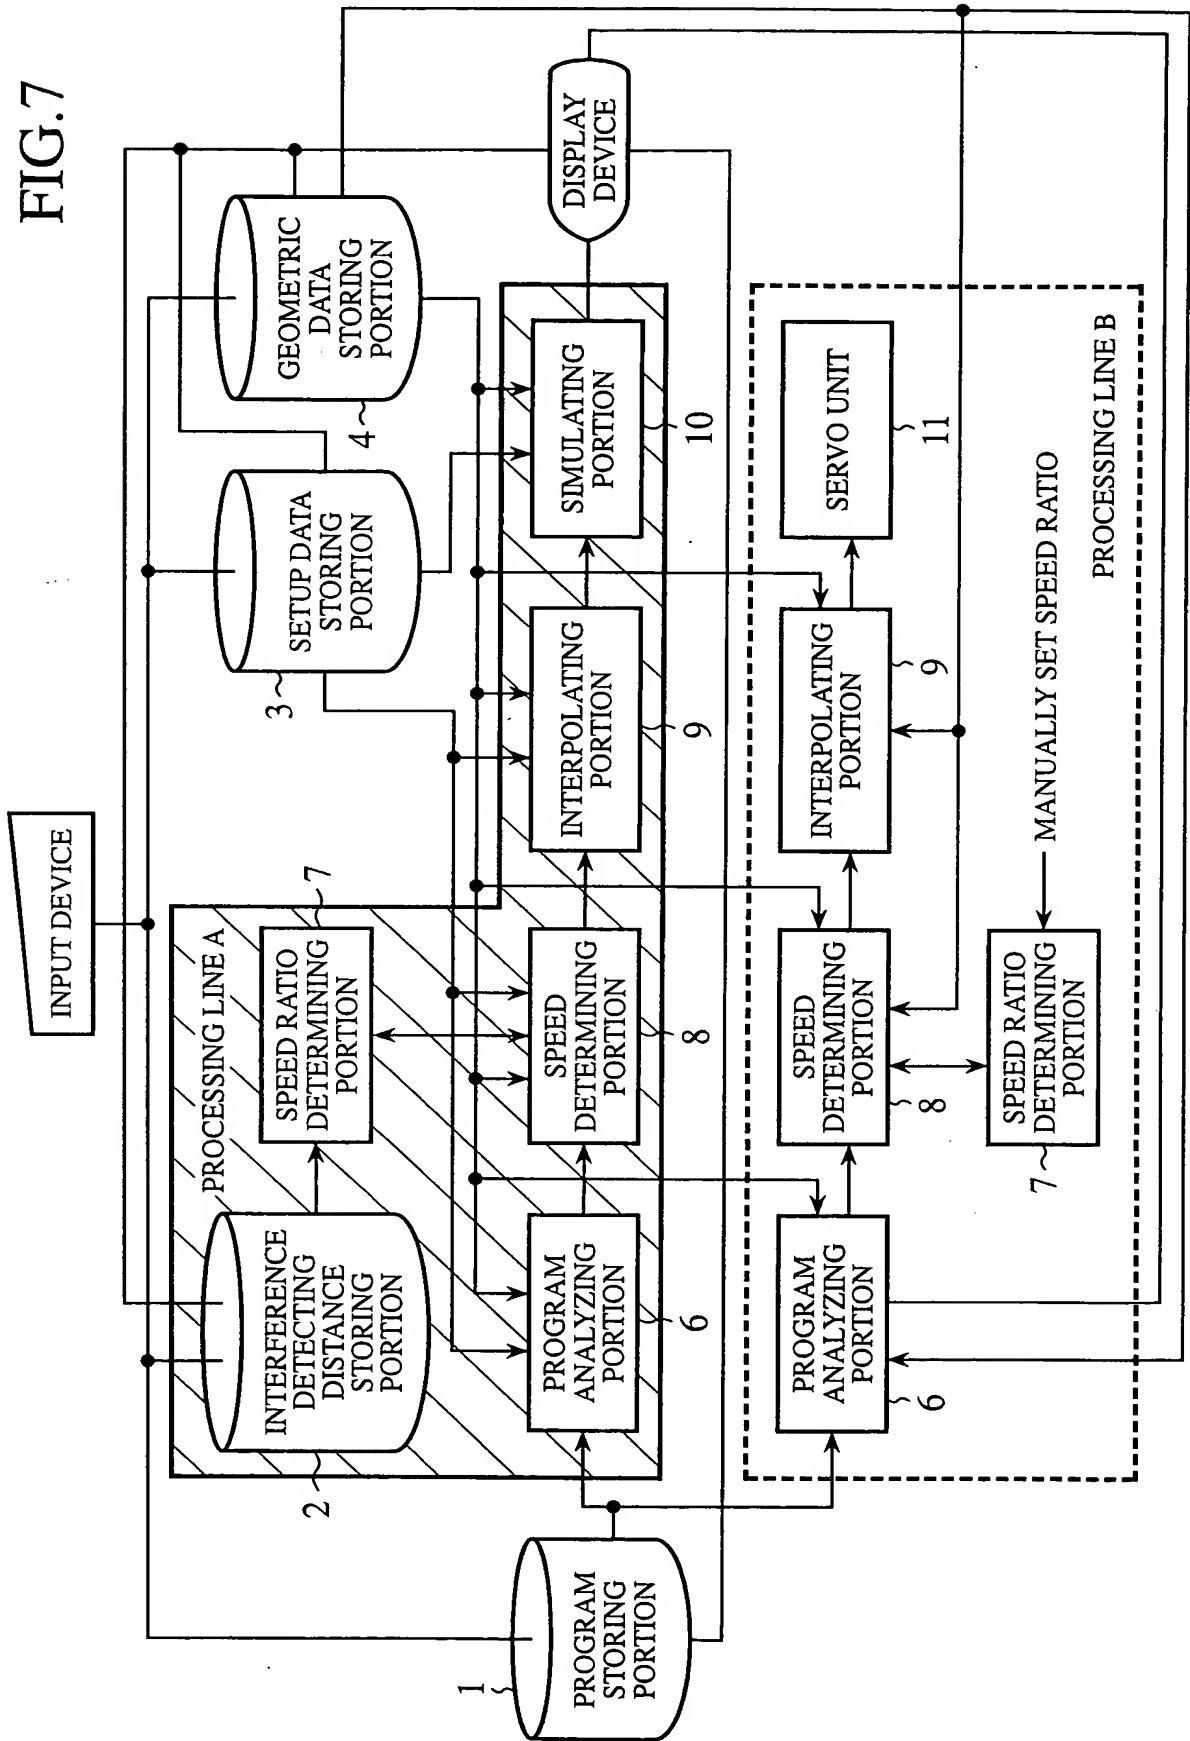 FIG.7
INPUT DEVICE
PROCESSING LINE A
INTERFERENCE
DETECTING
DISTANCE
STORING
PORTION
2
SPEED RATIO
DETERMINING
PORTION
7
SETUP DATA
STORING
PORTION
3
GEOMETRIC
DATA
STORING
PORTION
4
PROGRAM
STORING
PORTION
1
PROGRAM
ANALYZING
PORTION
6
SPEED
DETERMINING
PORTION
8
INTERPOLATING
PORTION
9
SIMULATING
PORTION
10
DISPLAY
DEVICE
PROGRAM
ANALYZING
PORTION
6
SPEED
DETERMINING
PORTION
8
INTERPOLATING
PORTION
9
SERVO UNIT
11
SPEED RATIO
DETERMINING
PORTION
7
MANUALLY SET SPEED RATIO
PROCESSING LINE B